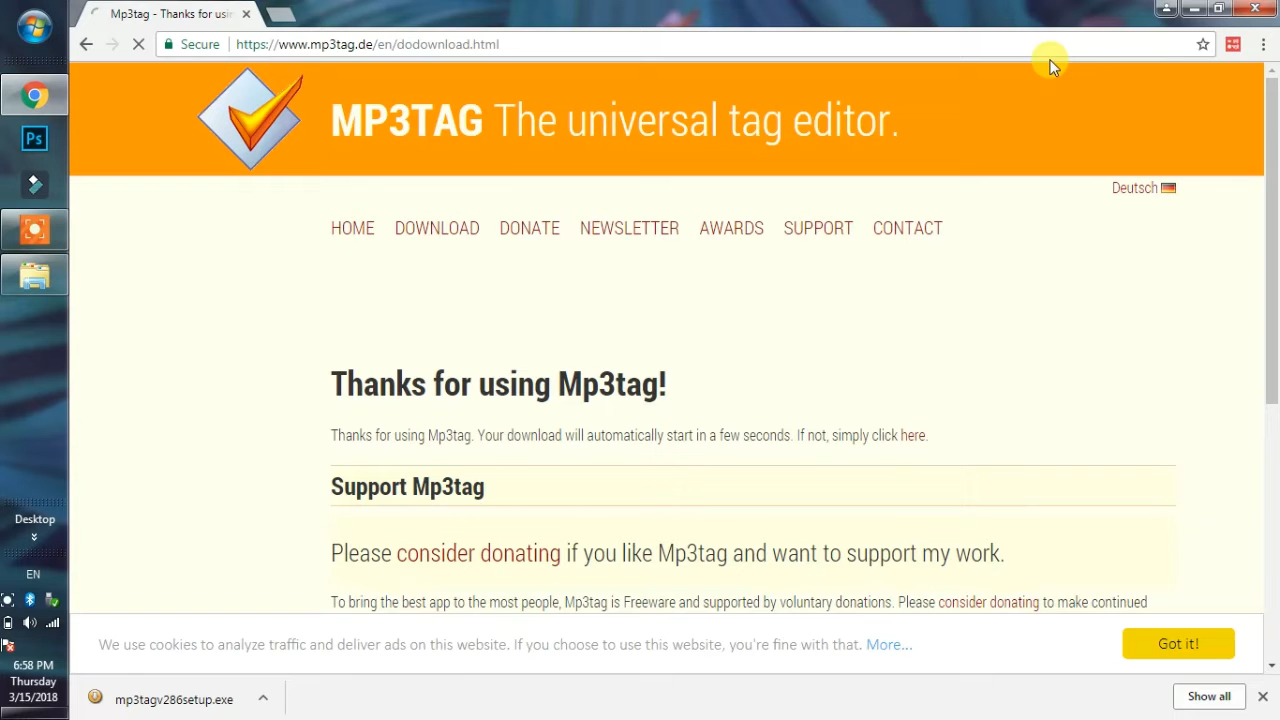 Mp3tag - Thanks for usin
Secure
https://www.mp3tag.de/en/dodownload.html
MP3TAG The universal tag editor.
Deutsch
HOME
DOWNLOAD
DONATE
NEWSLETTER
AWARDS
SUPPORT
CONTACT
Thanks for using Mp3tag!
Thanks for using Mp3tag. Your download will automatically start in a few seconds. If not, simply click here.
Support Mp3tag
Please consider donating if you like Mp3tag and want to support my work.
To bring the best app to the most people, Mp3tag is Freeware and supported by voluntary donations. Please consider donating to make continued
We use cookies to analyze traffic and deliver ads on this website. If you choose to use this website, you're fine with that. More...
Got it!
mp3tagv286setup.exe
Show all
Ps
Desktop
EN
6:58 PM
Thursday
3/15/2018